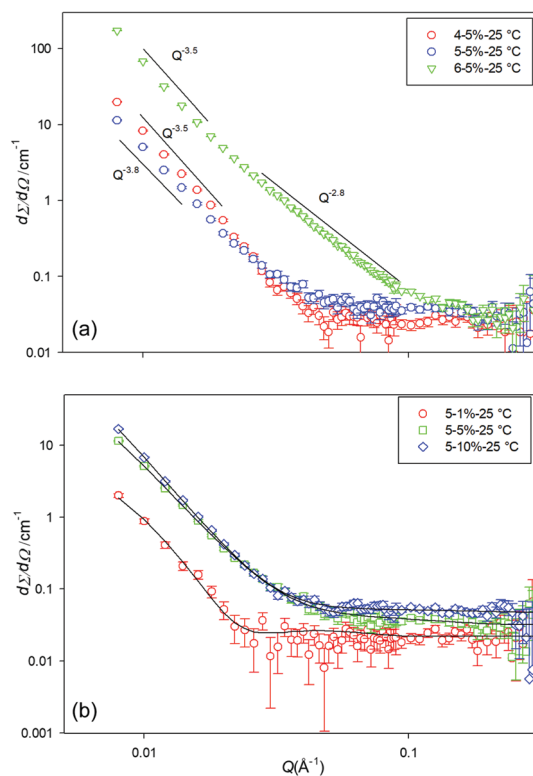 100
10
1
0.1
0.01
dΣ/dΩ/cm⁻¹
Q⁻³·⁵
Q⁻³·⁵
Q⁻³·⁸
Q⁻²·⁸
4-5%-25 °C
5-5%-25 °C
6-5%-25 °C
(a)
10
1
0.1
0.01
0.001
dΣ/dΩ/cm⁻¹
5-1%-25 °C
5-5%-25 °C
5-10%-25 °C
(b)
0.01 0.1
Q(Å⁻¹)